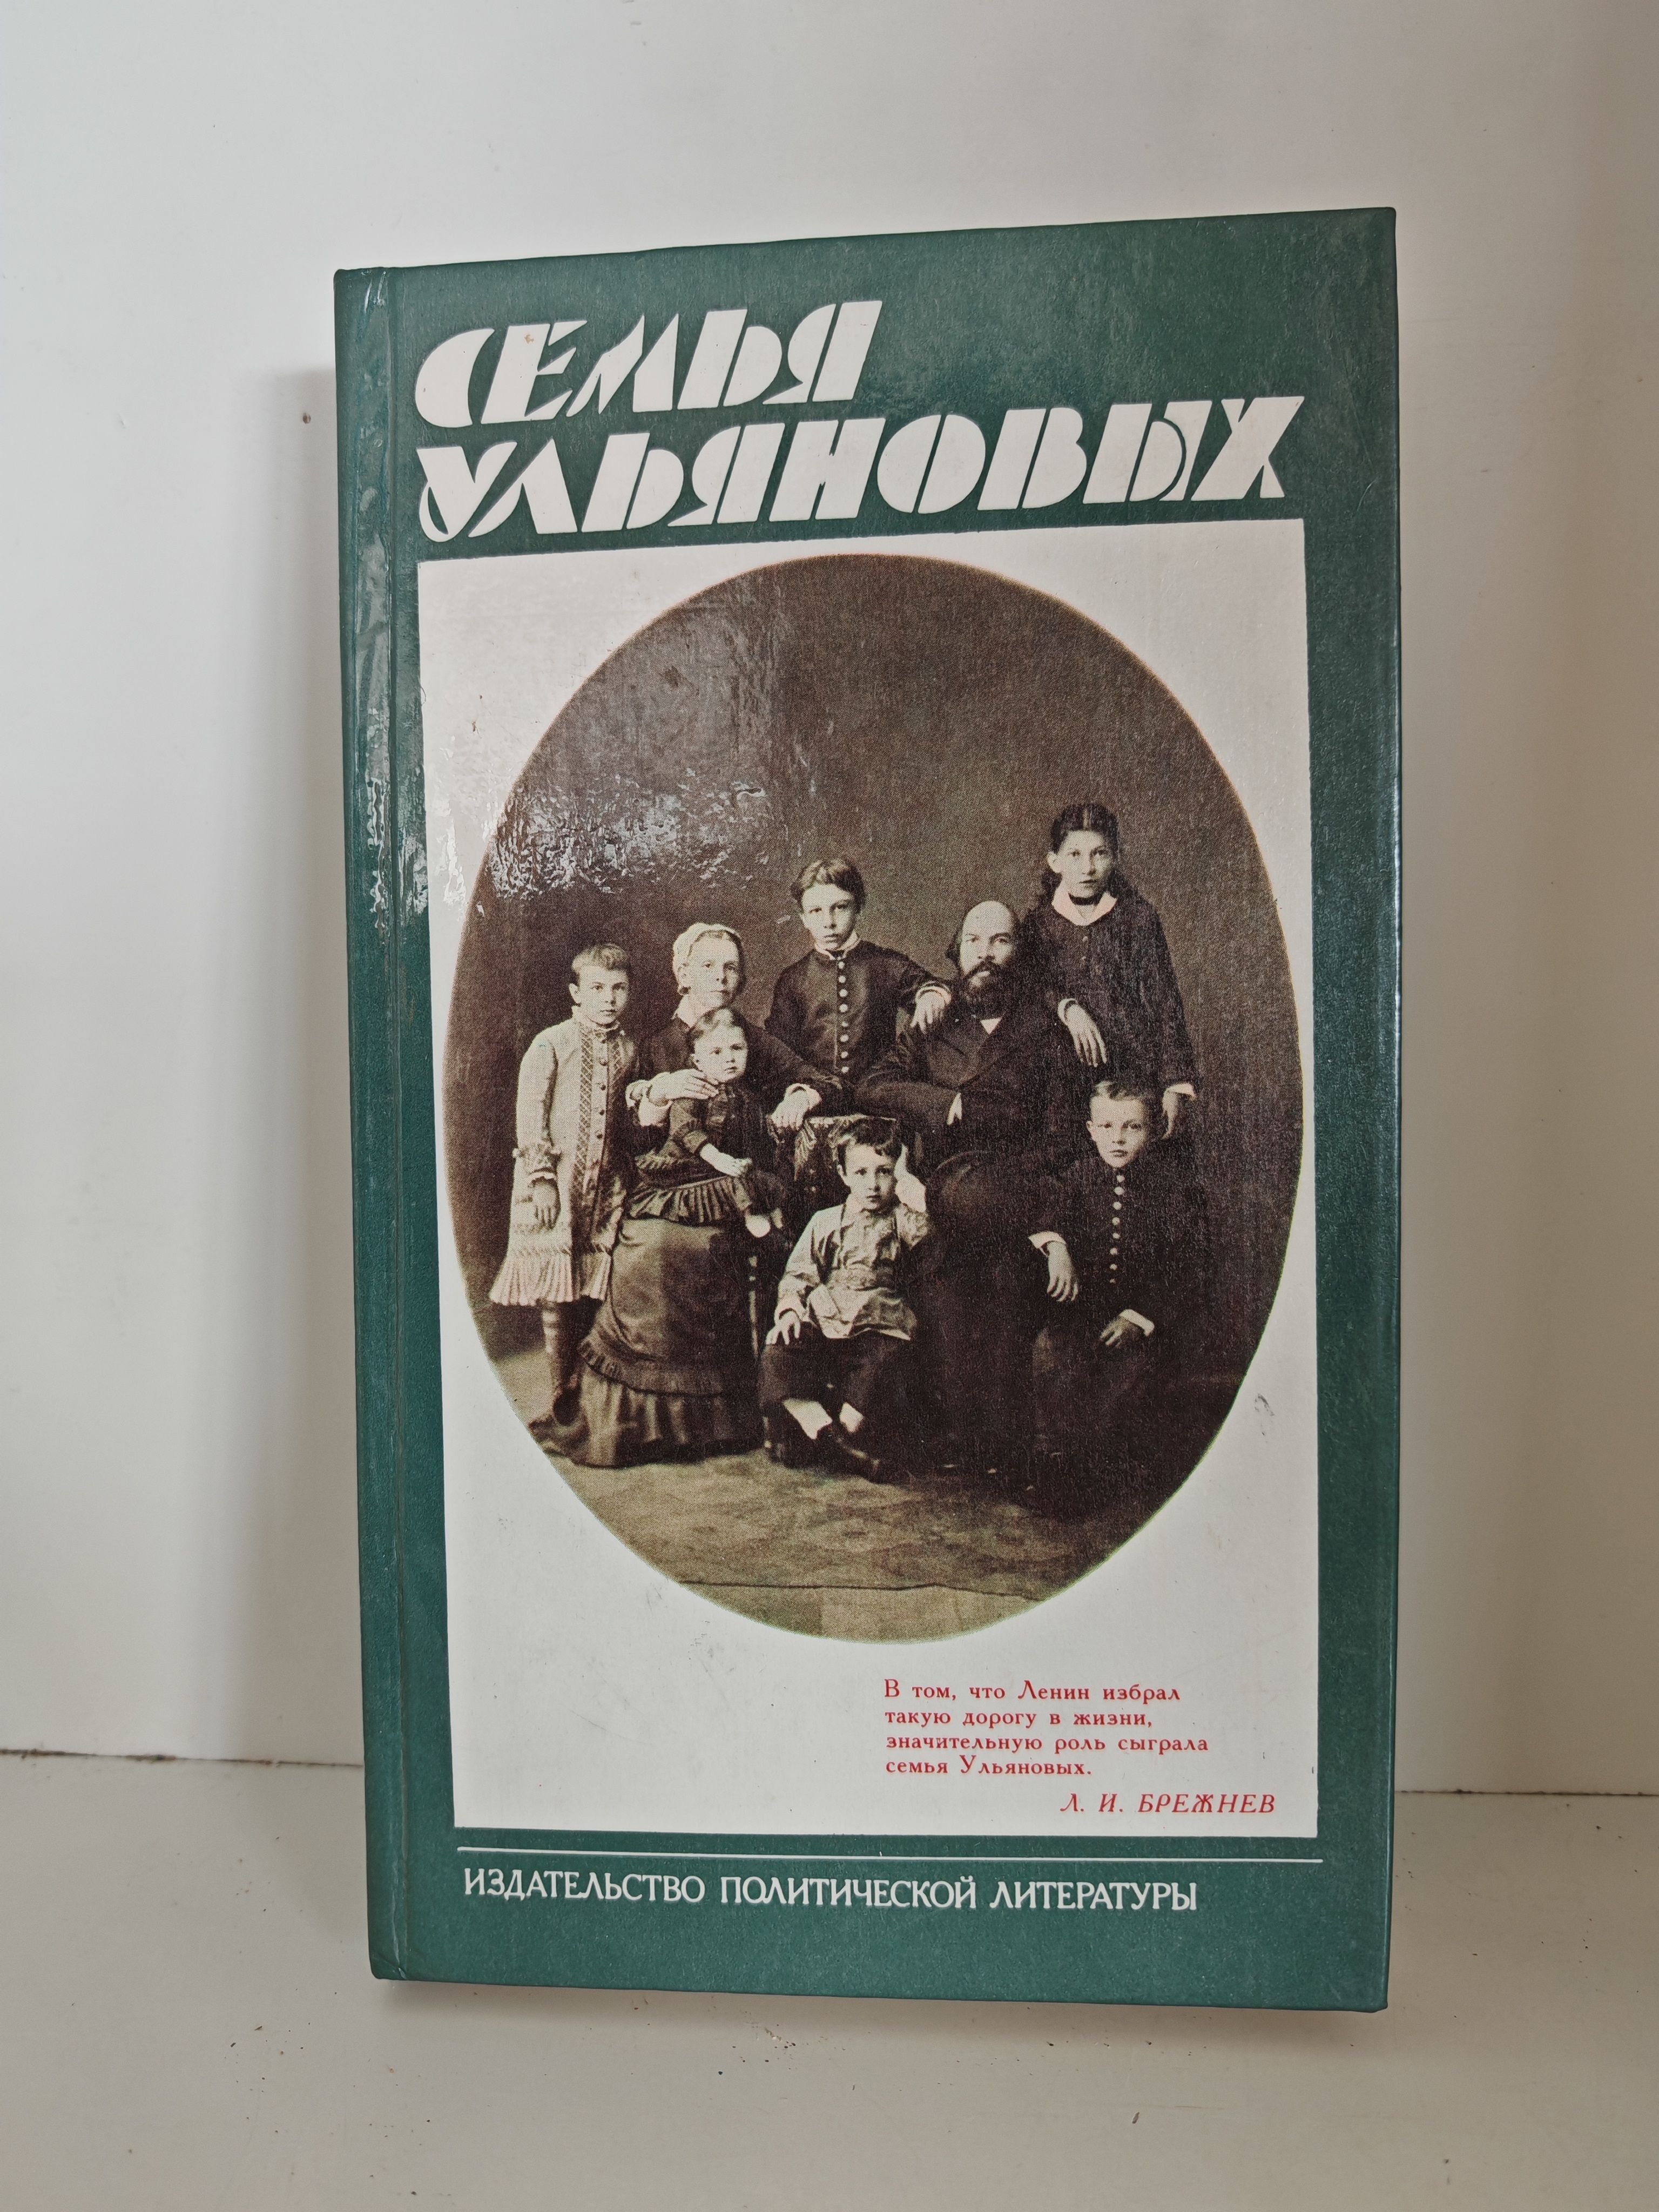 СЕМЬЯ
УЛЬЯНОВЫХ
В том, что Ленин избрал
такую дорогу в жизни,
значительную роль сыграла
семья Ульяновых.
Л. И. БРЕЖНЕВ
ИЗДАТЕЛЬСТВО ПОЛИТИЧЕСКОЙ ЛИТЕРАТУРЫ